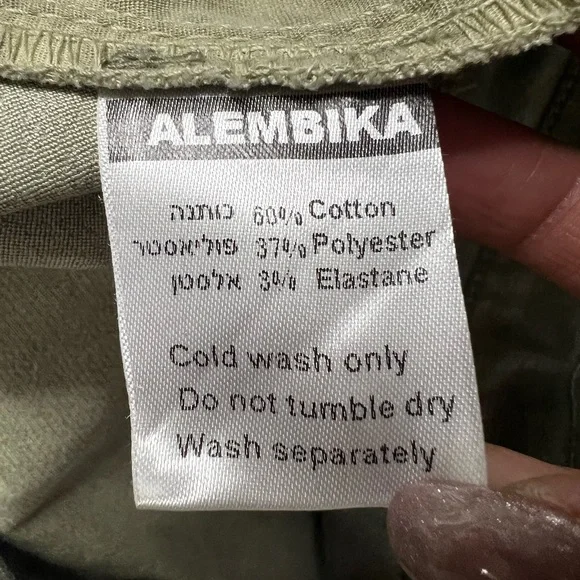 ALEMBIKA
כותנה 60% Cotton
פוליאסטר 37% Polyester
אלסטן 3% Elastane
Cold wash only
Do not tumble dry
Wash separately